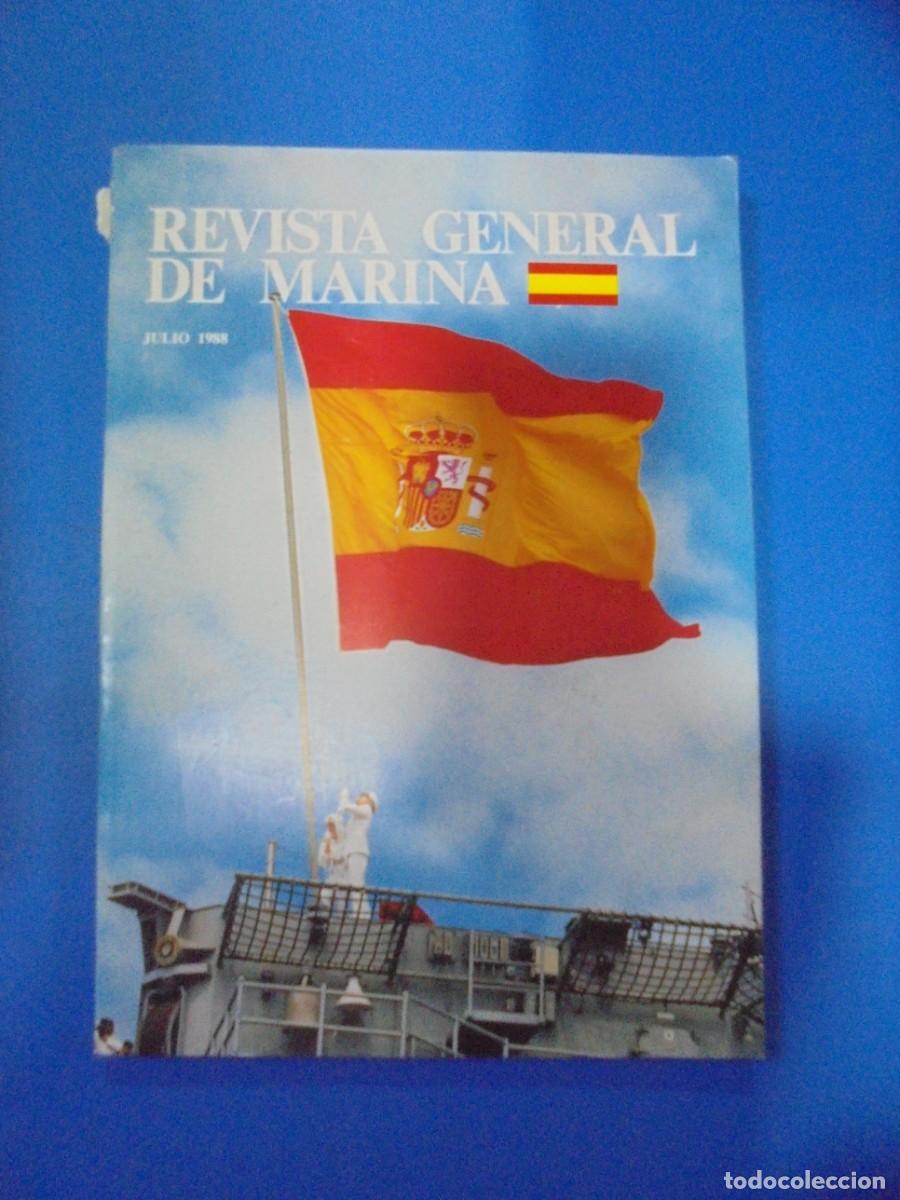 REVISTA GENERAL
DE MARINA
JULIO 1988
todocoleccion